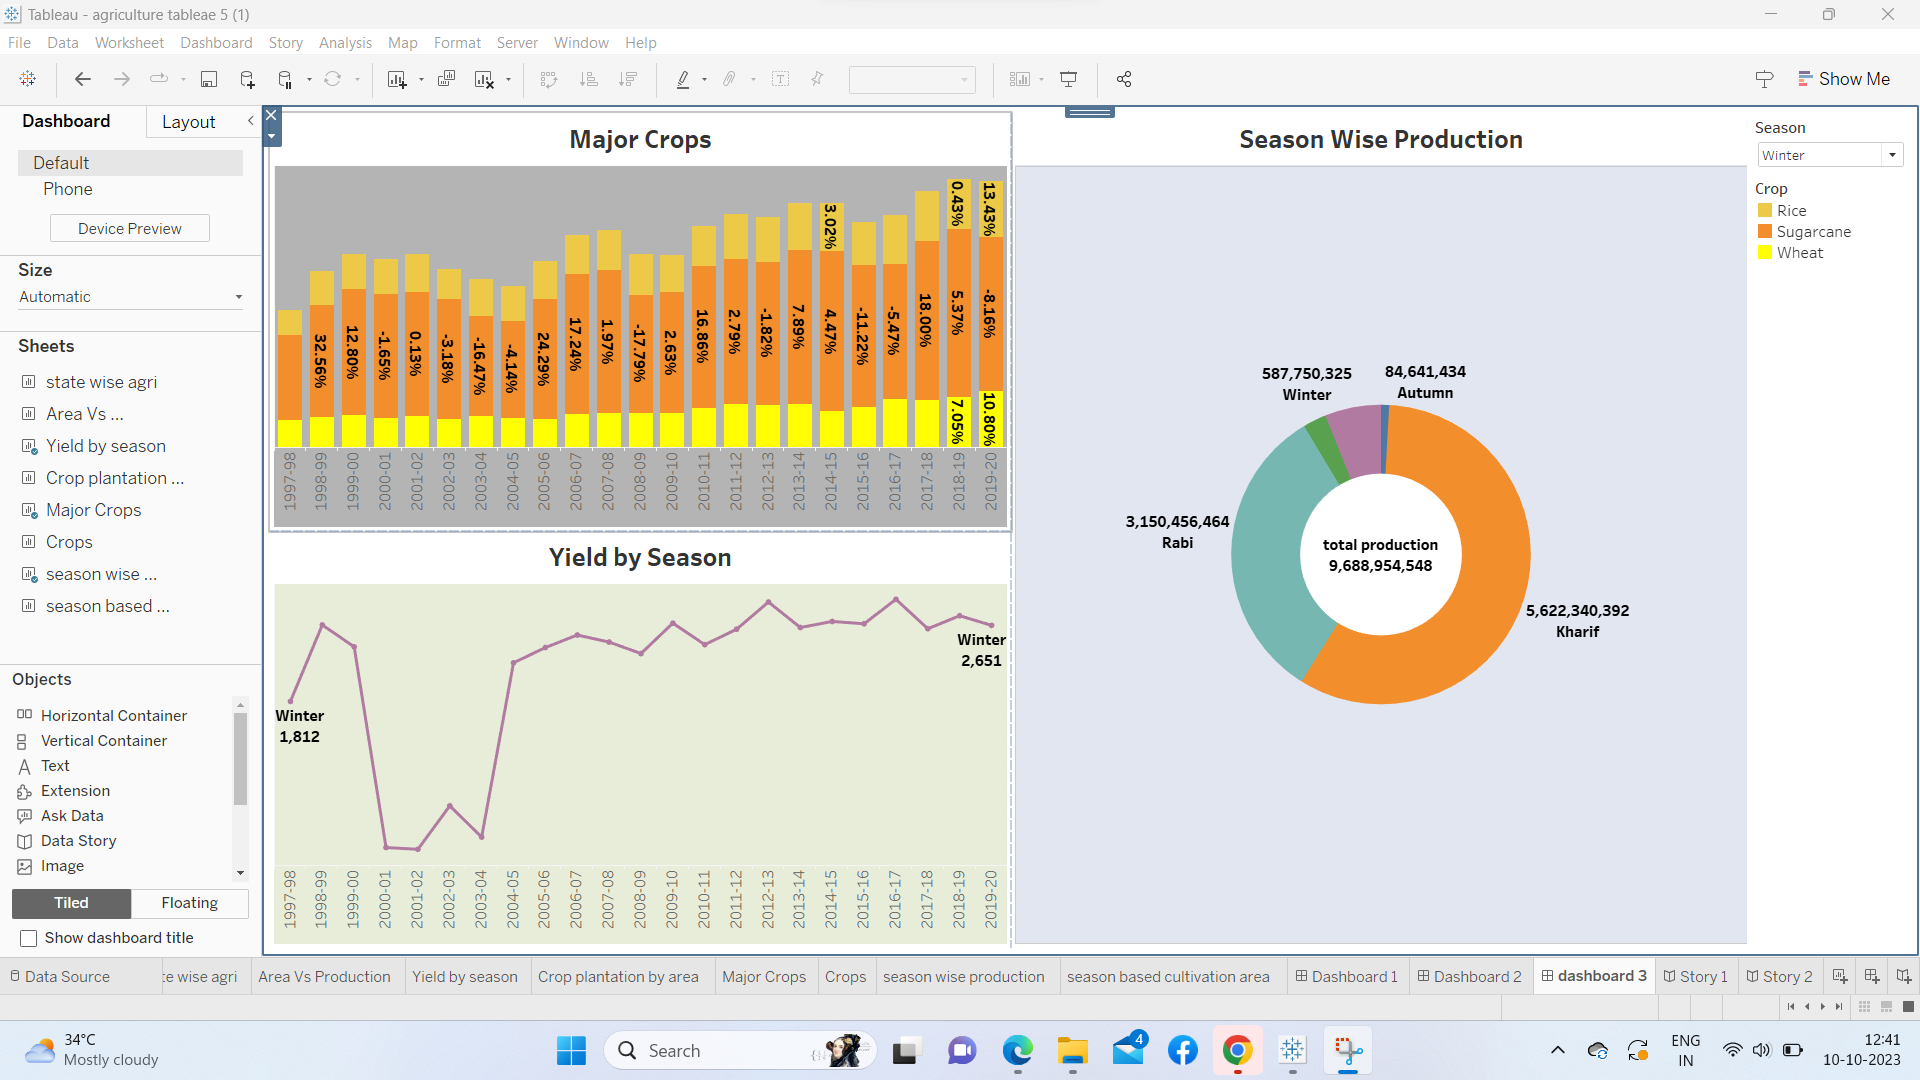 Tableau - agriculture tableae 5 (1)
File Data Worksheet Dashboard Story Analysis Map Format Server Window Help
Show Me
Dashboard Layout
Default
Phone
Device Preview
Size
Automatic
Sheets
state wise agri
Area Vs ...
Yield by season
Crop plantation ...
Major Crops
Crops
season wise ...
season based ...
Objects
Horizontal Container
Vertical Container
Text
Extension
Ask Data
Data Story
Image
Tiled Floating
Show dashboard title
Major Crops
32.56% 12.80% -1.65% 0.13% -3.18% -16.47% -4.14% 24.29% 17.24% 1.97% -17.79% 2.63% 16.86% 2.79% -1.82% 7.89% 4.47% -11.22% -5.47% 18.00% 5.37% -8.16%
3.02% 0.43% 13.43%
7.05% 10.80%
1997-98 1998-99 1999-00 2000-01 2001-02 2002-03 2003-04 2004-05 2005-06 2006-07 2007-08 2008-09 2009-10 2010-11 2011-12 2012-13 2013-14 2014-15 2015-16 2016-17 2017-18 2018-19 2019-20
Yield by Season
Winter
1,812
Winter
2,651
1997-98 1998-99 1999-00 2000-01 2001-02 2002-03 2003-04 2004-05 2005-06 2006-07 2007-08 2008-09 2009-10 2010-11 2011-12 2012-13 2013-14 2014-15 2015-16 2016-17 2017-18 2018-19 2019-20
Season Wise Production
587,750,325
Winter
84,641,434
Autumn
3,150,456,464
Rabi
total production
9,688,954,548
5,622,340,392
Kharif
Season
Winter
Crop
Rice
Sugarcane
Wheat
Data Source te wise agri Area Vs Production Yield by season Crop plantation by area Major Crops Crops season wise production season based cultivation area Dashboard 1 Dashboard 2 dashboard 3 Story 1 Story 2
34°C
Mostly cloudy
Search
4
ENG
IN
12:41
10-10-2023